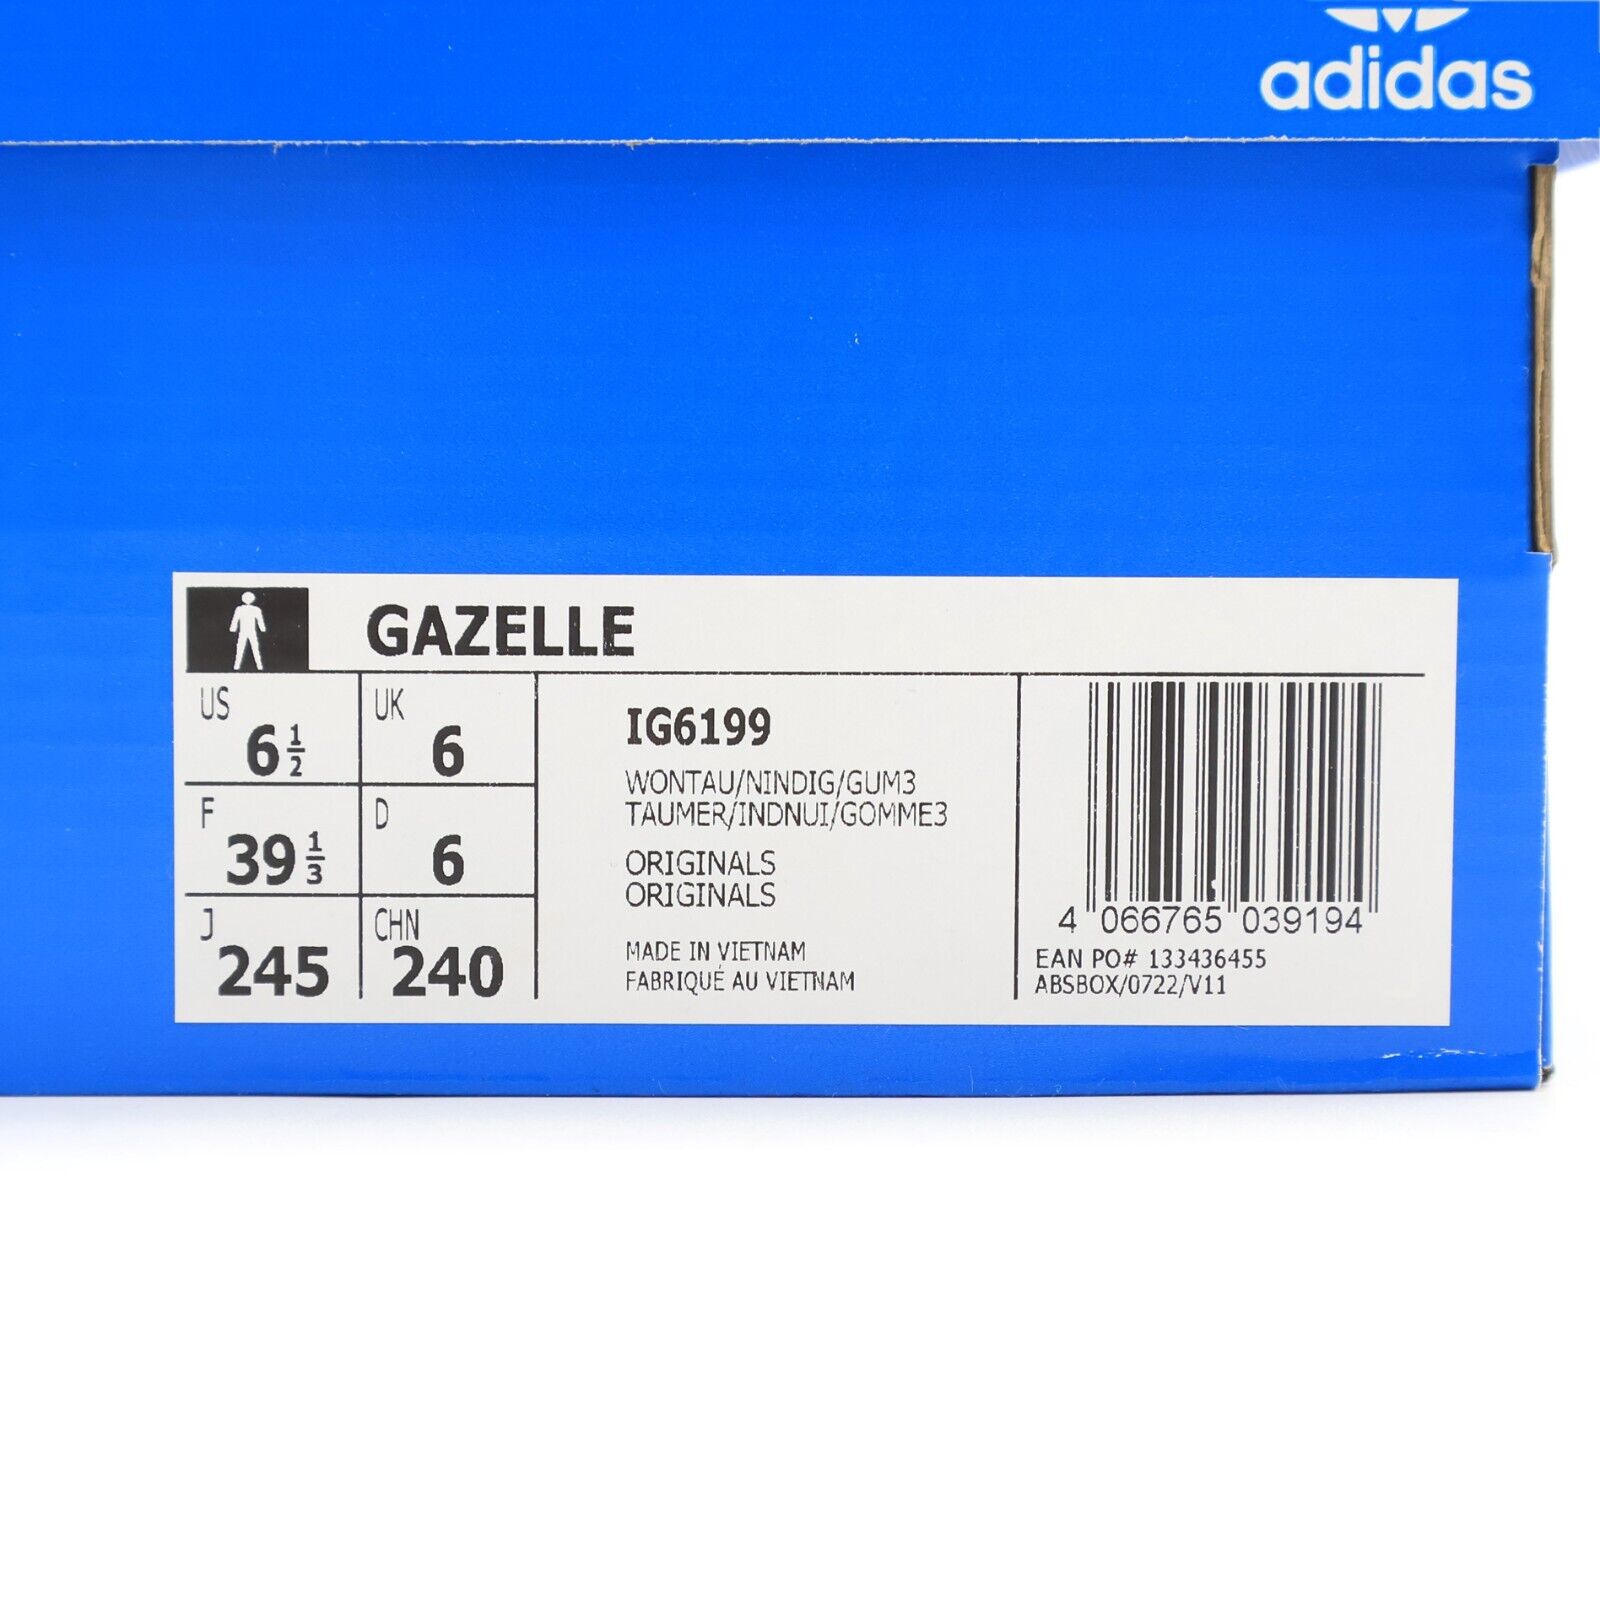 adidas
GAZELLE
US
6 1/2
UK
6
F
39 1/3
D
6
J
245
CHN
240
IG6199
WONTAU/NINDIG/GUM3
TAUMER/INDNUI/GOMME3
ORIGINALS
ORIGINALS
MADE IN VIETNAM
FABRIQUÉ AU VIETNAM
4 066765 039194
EAN PO# 133436455
ABSBOX/0722/V11